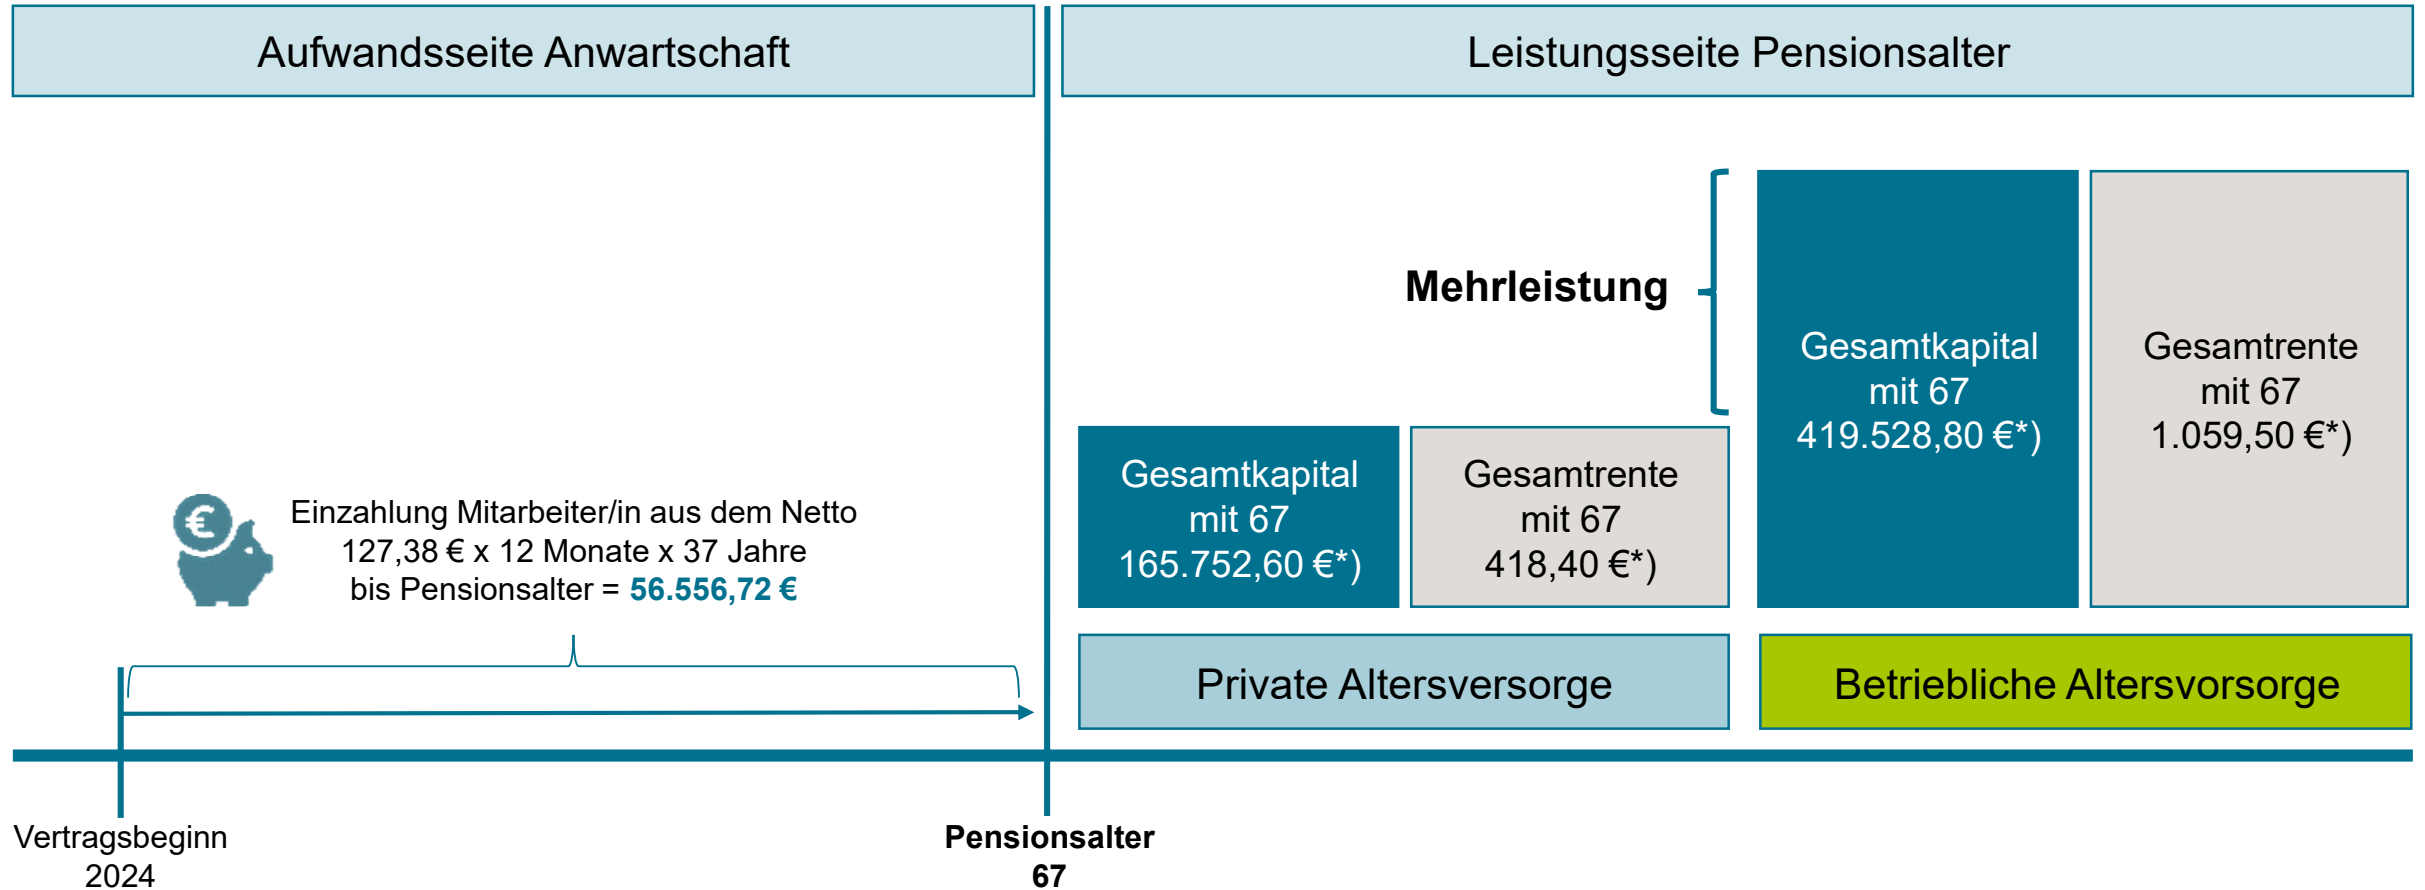 Aufwandsseite Anwartschaft
Leistungsseite Pensionsalter
Mehrleistung
Gesamtkapital
mit 67
419.528,80 €*)
Gesamtrente
mit 67
1.059,50 €*)
Gesamtkapital
mit 67
165.752,60 €*)
Gesamtrente
mit 67
418,40 €*)
€
Einzahlung Mitarbeiter/in aus dem Netto
127,38 € x 12 Monate x 37 Jahre
bis Pensionsalter = 56.556,72 €
Private Altersversorge
Betriebliche Altersvorsorge
Vertragsbeginn
2024
Pensionsalter
67